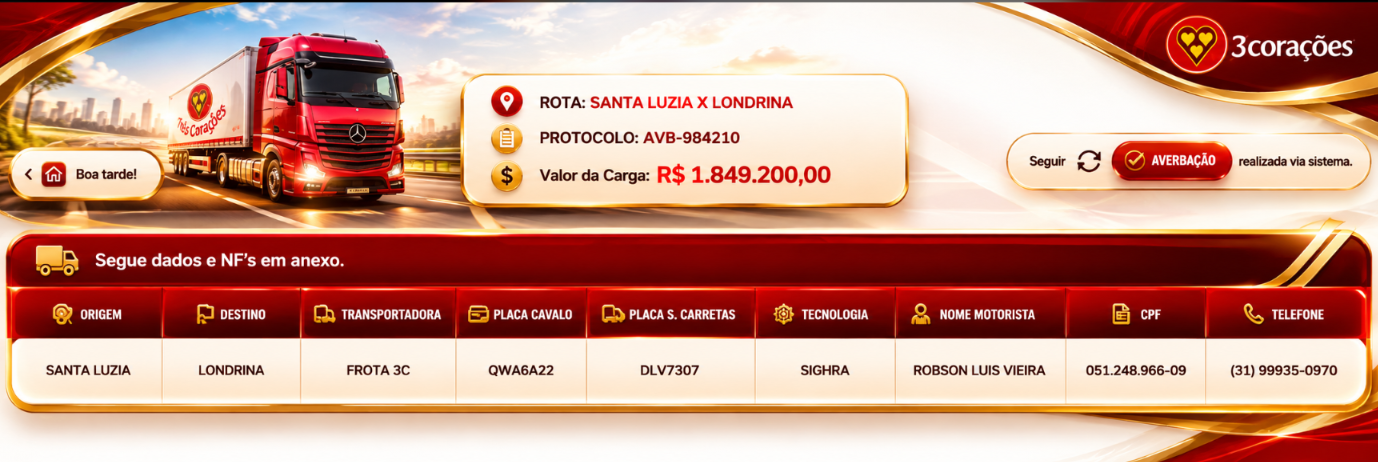 3corações
Três Corações
ROTA: SANTA LUZIA X LONDRINA
PROTOCOLO: AVB-984210
Valor da Carga: R$ 1.849.200,00
Boa tarde!
Seguir AVERBAÇÃO realizada via sistema.
Segue dados e NF's em anexo.
ORIGEM DESTINO TRANSPORTADORA PLACA CAVALO PLACA S. CARRETAS TECNOLOGIA NOME MOTORISTA CPF TELEFONE
SANTA LUZIA LONDRINA FROTA 3C QWA6A22 DLV7307 SIGHRA ROBSON LUIS VIEIRA 051.248.966-09 (31) 99935-0970